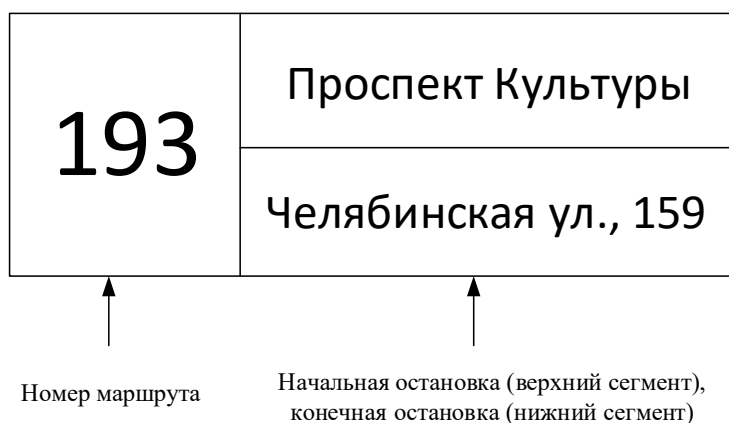 193
Проспект Культуры
Челябинская ул., 159
Номер маршрута
Начальная остановка (верхний сегмент),
конечная остановка (нижний сегмент)